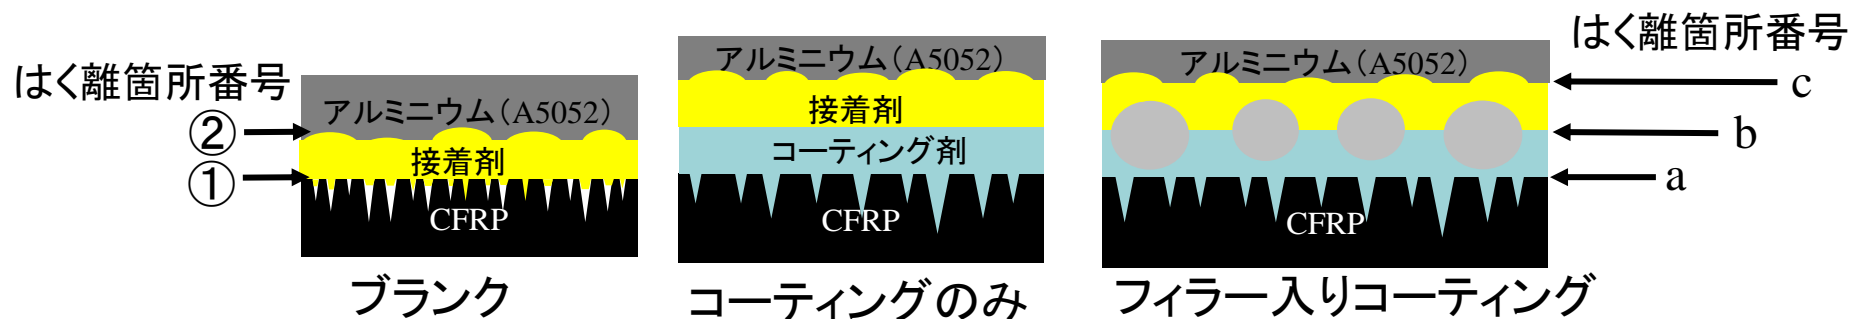 はく離箇所番号
②
①
アルミニウム(A5052)
接着剤
CFRP
ブランク
アルミニウム(A5052)
接着剤
コーティング剤
CFRP
コーティングのみ
はく離箇所番号
アルミニウム(A5052)
c
b
a
CFRP
フィラー入りコーティング